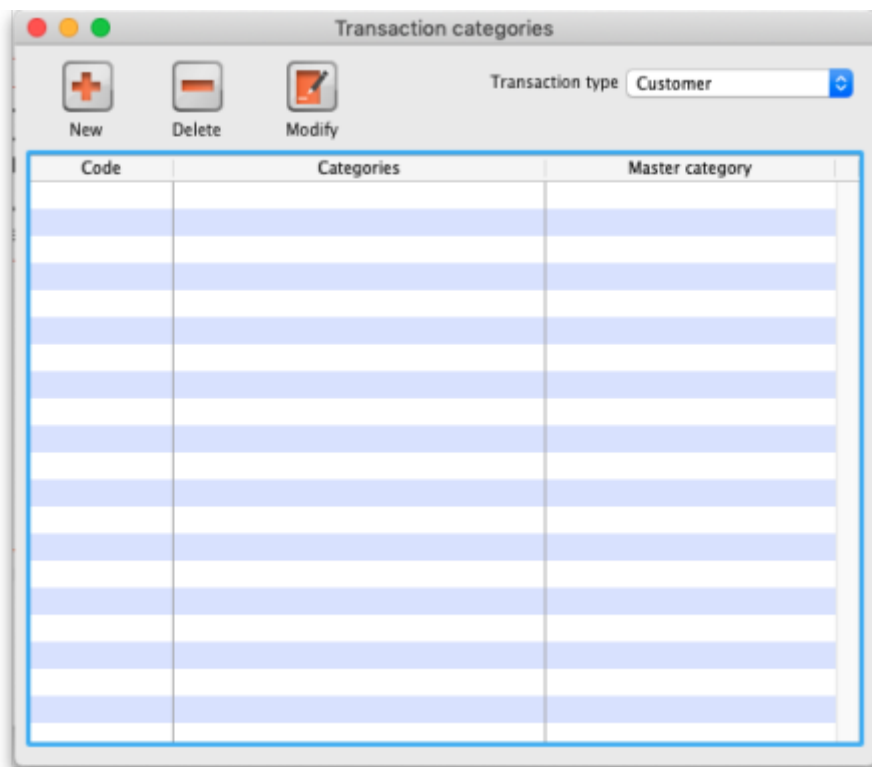 Transaction categories
Transaction type Customer
New Delete Modify
Code Categories Master category